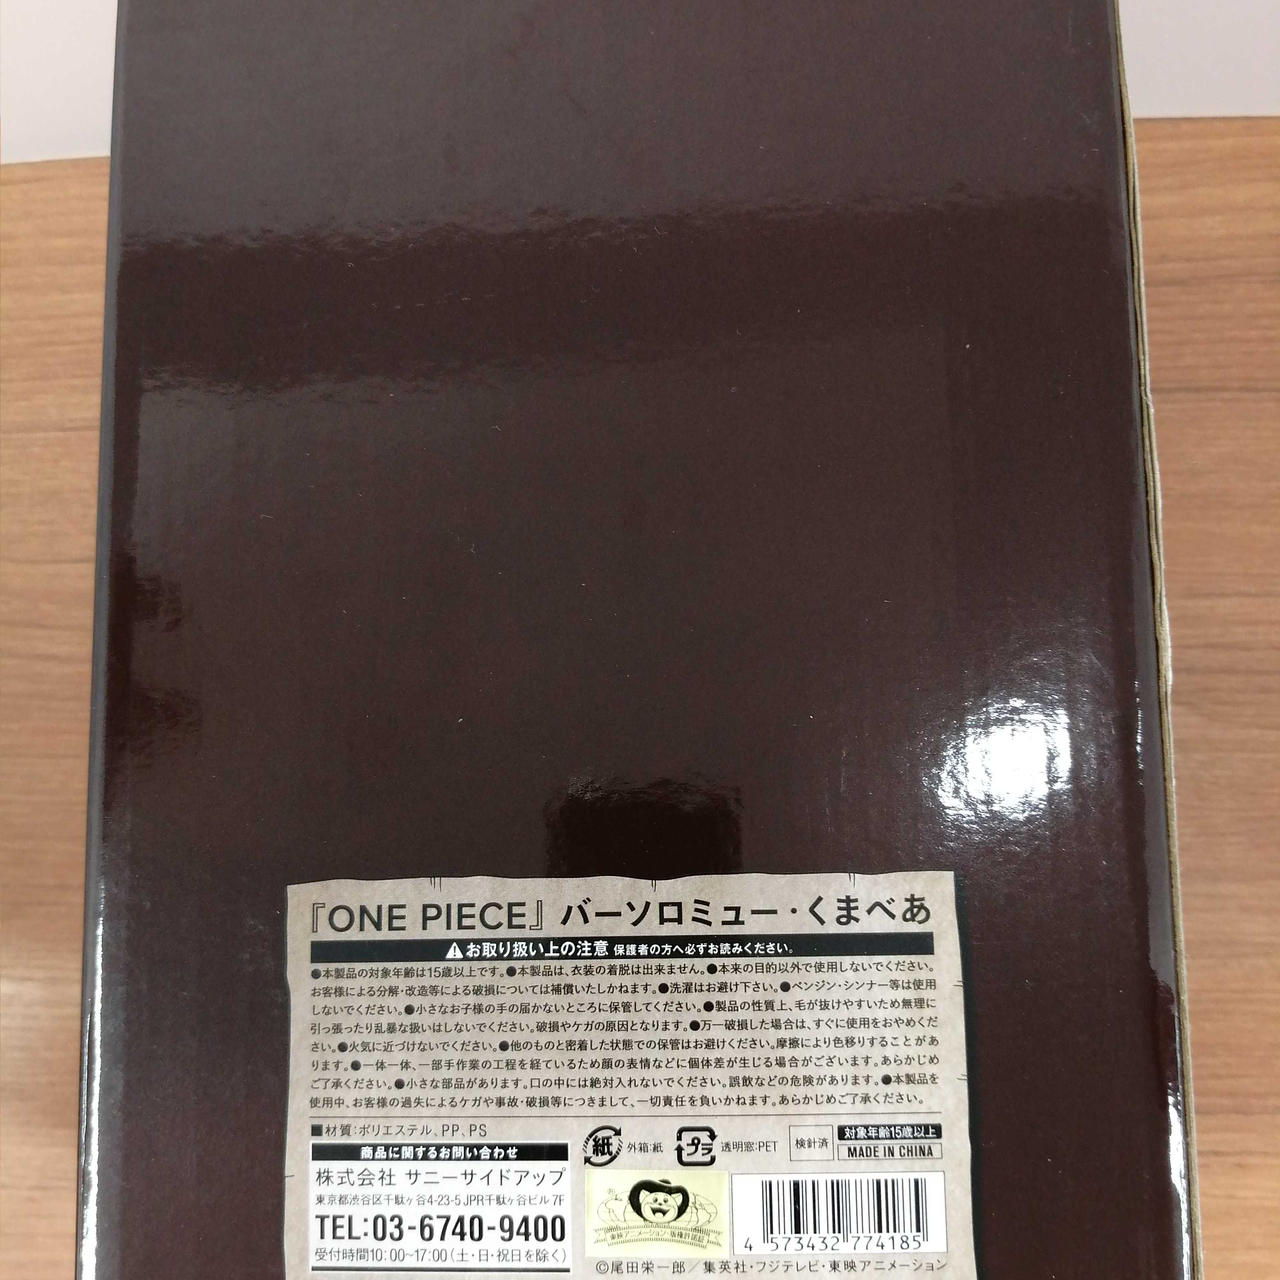 『ONE PIECE』 バーソロミュー・くまべあ
お取り扱い上の注意 保護者の方へ必ずお読みください。
●本製品の対象年齢は15歳以上です。●本製品は、衣装の着脱は出来ません。●本来の目的以外で使用しないでください。
お客様による分解・改造等による破損については補償いたしかねます。●洗濯はお避け下さい。●ベンジン・シンナー等は使用
しないでください。●小さなお子様の手の届かないところに保管してください。●製品の性質上、毛が抜けやすいため無理に
引っ張ったり乱暴な扱いはしないでください。破損やケガの原因となります。●万一破損した場合は、すぐに使用をおやめくだ
さい。●火気に近づけないでください。●他のものと密着した状態での保管はお避けください。摩擦により色移りすることがあ
ります。●一体一体、一部手作業の工程を経ているため顔の表情などに個体差が生じる場合がございます。あらかじめ
ご了承ください。●小さな部品があります。口の中には絶対入れないでください。誤飲などの危険があります。●本製品を
使用中、お客様の過失によるケガや事故・破損等につきまして、一切責任を負いかねます。あらかじめご了承ください。
■材質:ポリエステル、PP、PS
紙 外箱:紙 プラ 透明窓:PET 検針済 対象年齢15歳以上
MADE IN CHINA
商品に関するお問い合わせ
株式会社 サニーサイドアップ
東京都渋谷区千駄ヶ谷4-23-5 JPR千駄ヶ谷ビル 7F
TEL:03-6740-9400
受付時間10:00~17:00(土・日・祝日を除く)
東映アニメーション・版権許諾証
4 573432 774185
©尾田栄一郎/集英社・フジテレビ・東映アニメーション